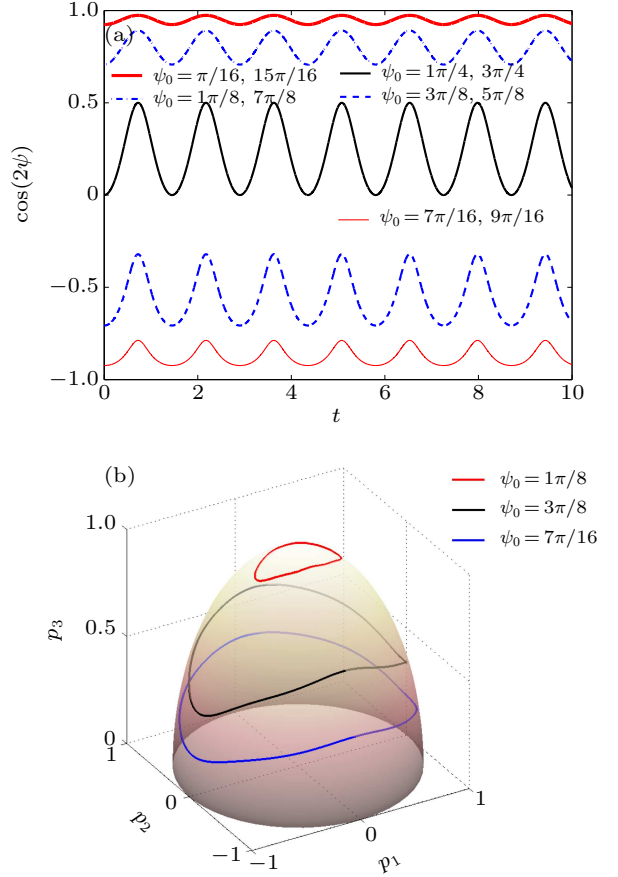 1.0
(a)
ψ0 = π/16, 15π/16
ψ0 = 1π/4, 3π/4
ψ0 = 1π/8, 7π/8
ψ0 = 3π/8, 5π/8
0.5
cos(2ψ)
0
ψ0 = 7π/16, 9π/16
−0.5
−1.0
0 2 4 6 8 10
t
(b)
ψ0 = 1π/8
ψ0 = 3π/8
ψ0 = 7π/16
1.0
0.5
p3
0
1
0
p2
−1
−1
0
p1
1